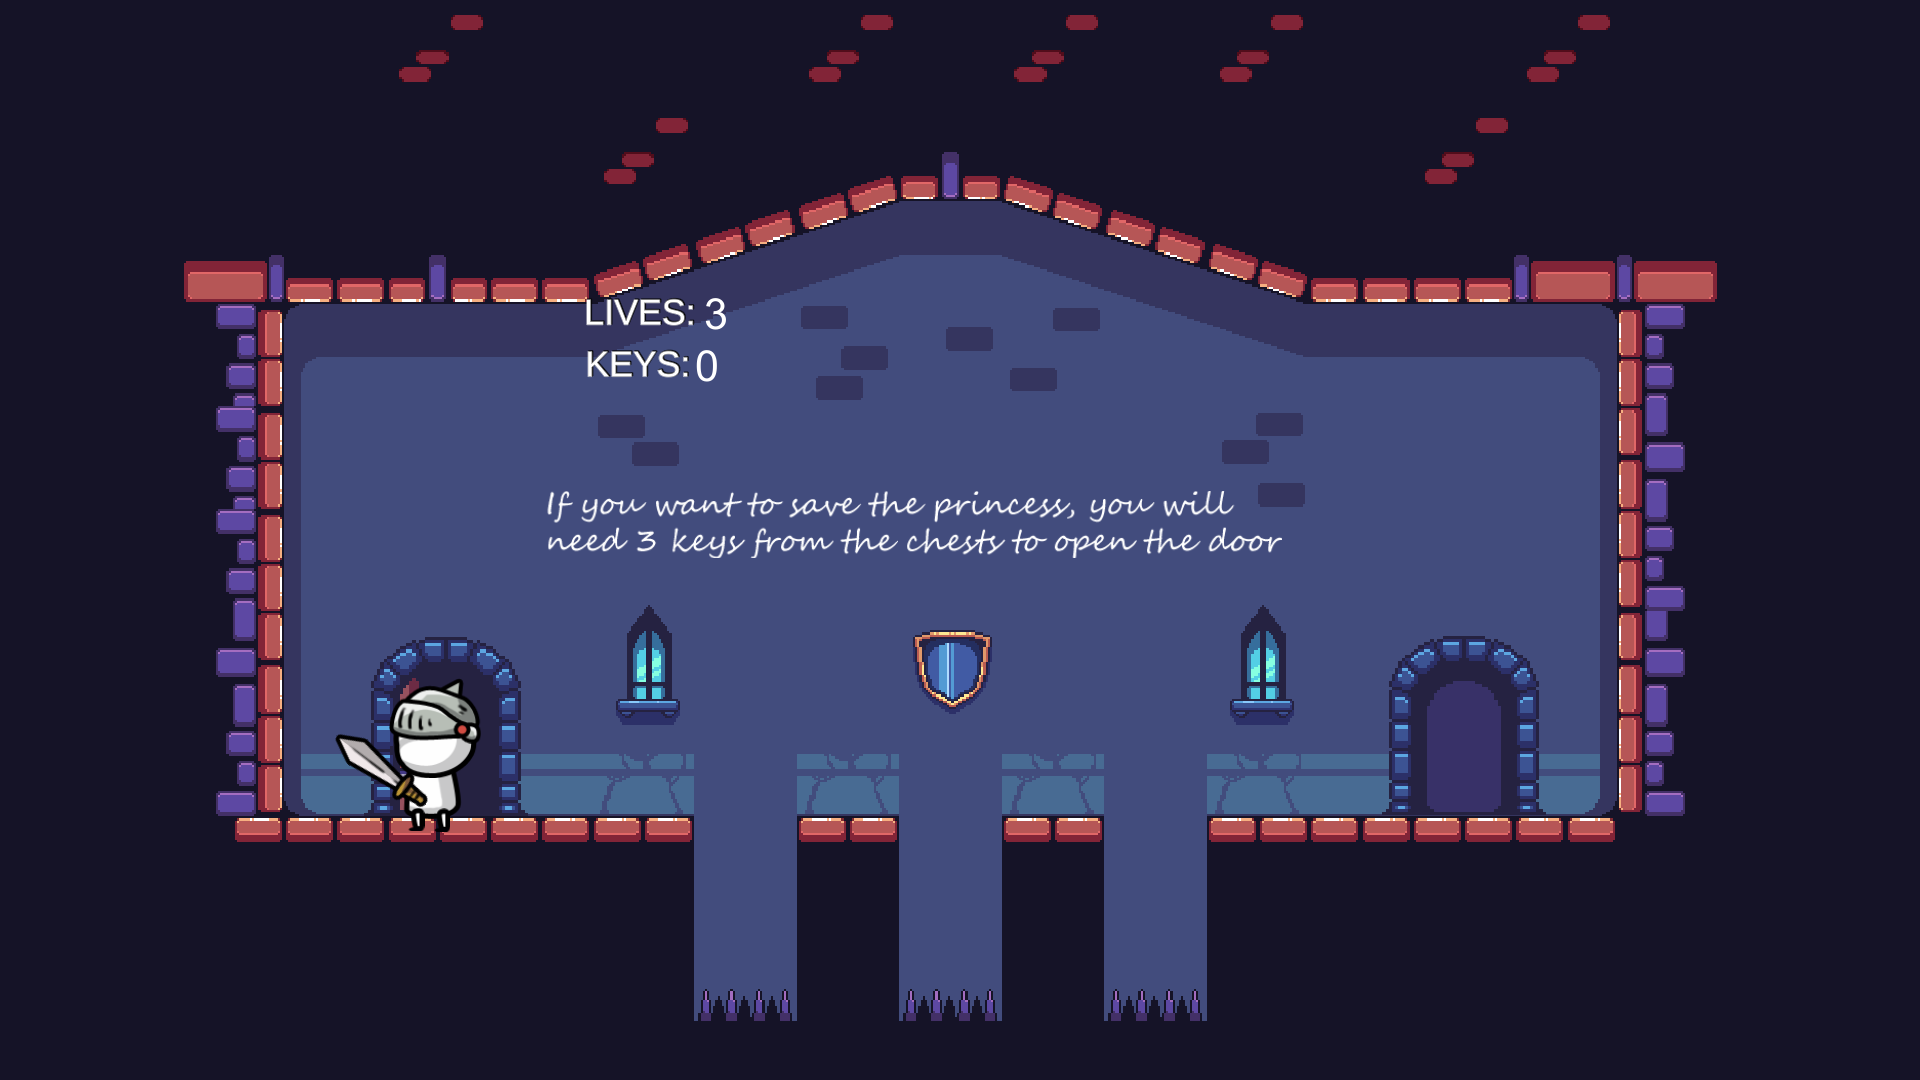 LIVES: 3
KEYS: 0
If you want to save the princess, you will
need 3 keys from the chests to open the door